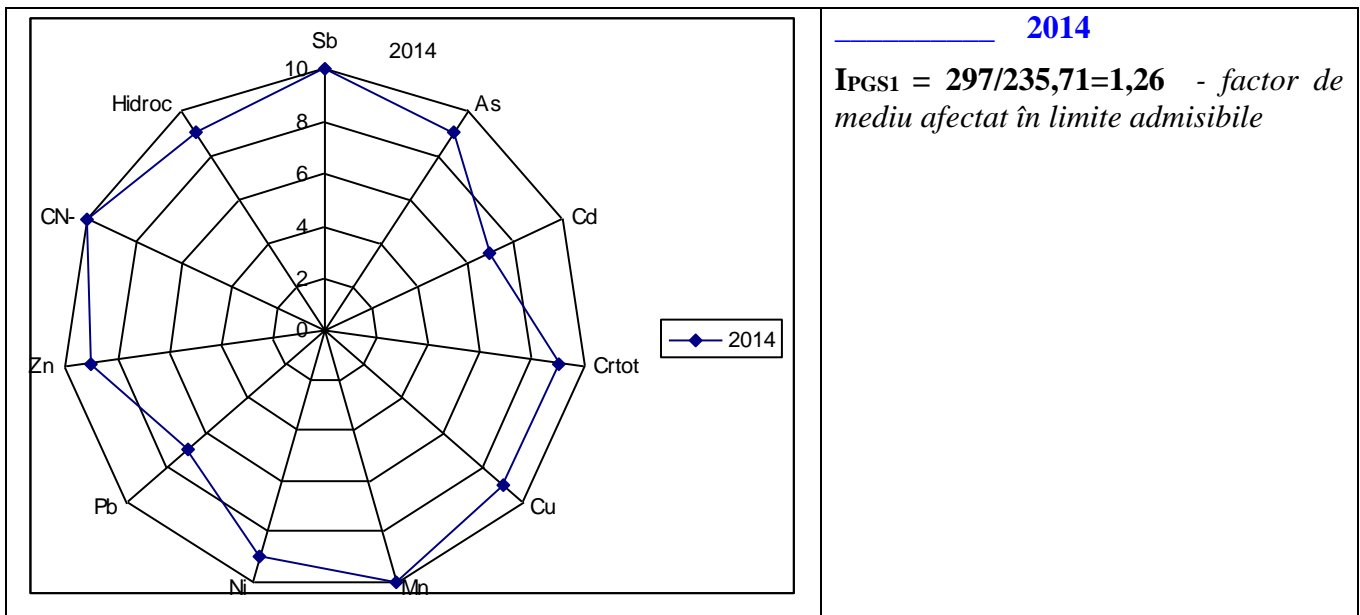 Sb
2014
10
8
6
4
2
0
As
Cd
Crtot
Cu
Mn
Ni
Pb
Zn
CN-
Hidroc
2014
__________ 2014
IPGS1 = 297/235,71=1,26 - factor de
mediu afectat în limite admisibile